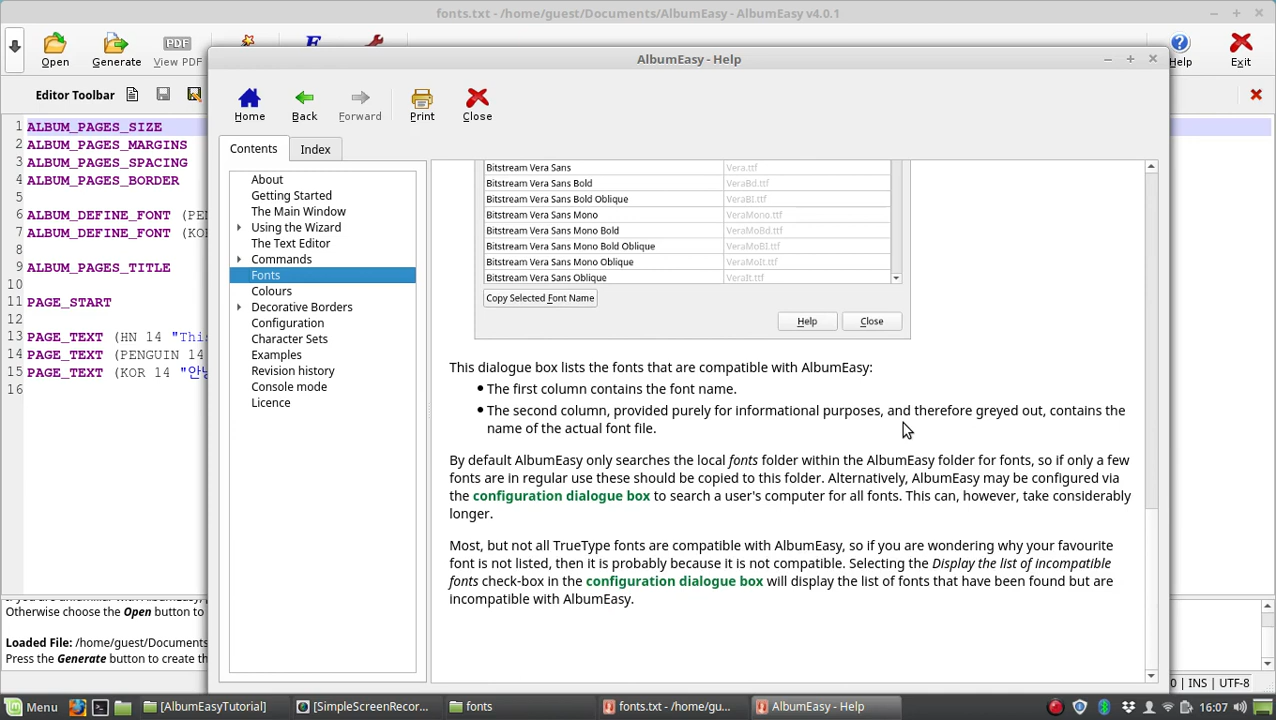 fonts.txt - /home/guest/Documents/AlbumEasy - AlbumEasy v4.0.1
Open
Generate
View PDF
Help
Exit
Editor Toolbar
AlbumEasy - Help
Home
Back
Forward
Print
Close
Contents
Index
1 ALBUM_PAGES_SIZE
2 ALBUM_PAGES_MARGINS
3 ALBUM_PAGES_SPACING
4 ALBUM_PAGES_BORDER
5
6 ALBUM_DEFINE_FONT (PEN
7 ALBUM_DEFINE_FONT (KOR
8
9 ALBUM_PAGES_TITLE
10
11 PAGE_START
12
13 PAGE_TEXT (HN 14 "This
14 PAGE_TEXT (PENGUIN 14
15 PAGE_TEXT (KOR 14 "안녕
16
About
Getting Started
The Main Window
Using the Wizard
The Text Editor
Commands
Fonts
Colours
Decorative Borders
Configuration
Character Sets
Examples
Revision history
Console mode
Licence
Bitstream Vera Sans Vera.ttf
Bitstream Vera Sans Bold VeraBd.ttf
Bitstream Vera Sans Bold Oblique VeraBI.ttf
Bitstream Vera Sans Mono VeraMono.ttf
Bitstream Vera Sans Mono Bold VeraMoBd.ttf
Bitstream Vera Sans Mono Bold Oblique VeraMoBI.ttf
Bitstream Vera Sans Mono Oblique VeraMoIt.ttf
Bitstream Vera Sans Oblique VeraIt.ttf
Copy Selected Font Name
Help
Close
This dialogue box lists the fonts that are compatible with AlbumEasy:
• The first column contains the font name.
• The second column, provided purely for informational purposes, and therefore greyed out, contains the
name of the actual font file.
By default AlbumEasy only searches the local fonts folder within the AlbumEasy folder for fonts, so if only a few
fonts are in regular use these should be copied to this folder. Alternatively, AlbumEasy may be configured via
the configuration dialogue box to search a user's computer for all fonts. This can, however, take considerably
longer.
Most, but not all TrueType fonts are compatible with AlbumEasy, so if you are wondering why your favourite
font is not listed, then it is probably because it is not compatible. Selecting the Display the list of incompatible
fonts check-box in the configuration dialogue box will display the list of fonts that have been found but are
incompatible with AlbumEasy.
Otherwise choose the Open button to
Loaded File: /home/guest/Documents
Press the Generate button to create th
0 | INS | UTF-8
Menu
[AlbumEasyTutorial]
[SimpleScreenRecor...
fonts
fonts.txt - /home/gu...
AlbumEasy - Help
16:07